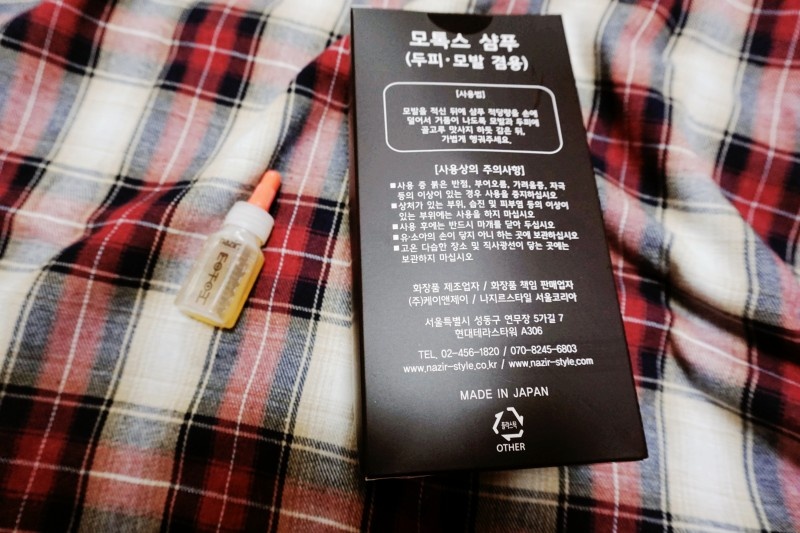 모톡스 샴푸
(두피·모발 겸용)
[사용법]
모발을 적신 뒤에 샴푸 적당량을 손에
덜어서 거품이 나도록 모발과 두피에
골고루 맛사지 하듯 감은 뒤,
가볍게 헹궈주세요.
[사용상의 주의사항]
■사용 중 붉은 반점, 부어오름, 가려움증, 자극
등의 이상이 있는 경우 사용을 중지하십시오
■상처가 있는 부위, 습진 및 피부염 등의 이상이
있는 부위에는 사용을 하지 마십시오
■사용 후에는 반드시 마개를 닫아 두십시오
■유·소아의 손이 닿지 아니 하는 곳에 보관하십시오
■고온 다습한 장소 및 직사광선이 닿는 곳에는
보관하지 마십시오
화장품 제조업자 / 화장품 책임 판매업자
(주)케이앤제이 / 나지르스타일 서울코리아
서울특별시 성동구 연무장 5가길 7
현대테라스타워 A306
TEL. 02-456-1820 / 070-8245-6803
www.nazir-style.co.kr / www.nazir-style.com
MADE IN JAPAN
플라스틱
OTHER
nazir